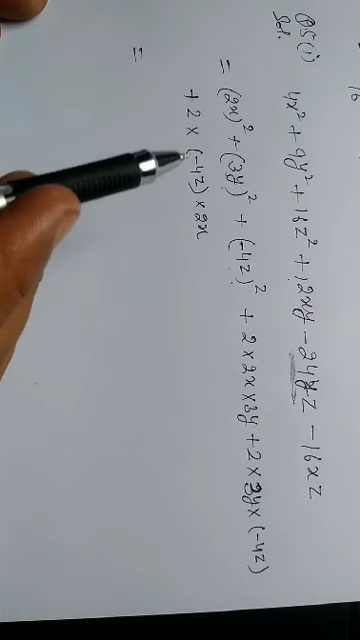 Q5(i) 4x² + 9y² + 16z² + 12xy - 24yz - 16xz
Sol.
= (2x)² + (3y)² + (-4z)² + 2 × 2x × 3y + 2 × 3y × (-4z)
+ 2 × (-4z) × 2x
=